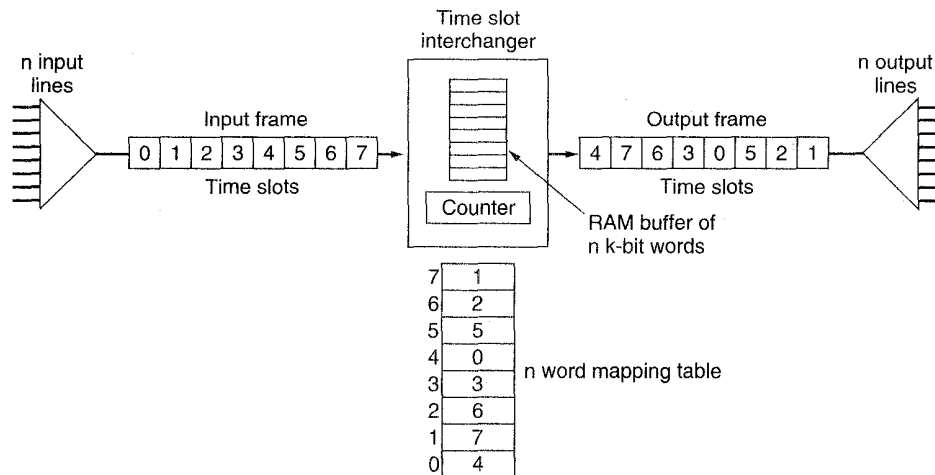 Time slot
interchanger
n input
lines
n output
lines
Input frame
0 1 2 3 4 5 6 7
Time slots
Counter
Output frame
4 7 6 3 0 5 2 1
Time slots
RAM buffer of
n k-bit words
7 1
6 2
5 5
4 0
3 3
2 6
1 7
0 4
n word mapping table